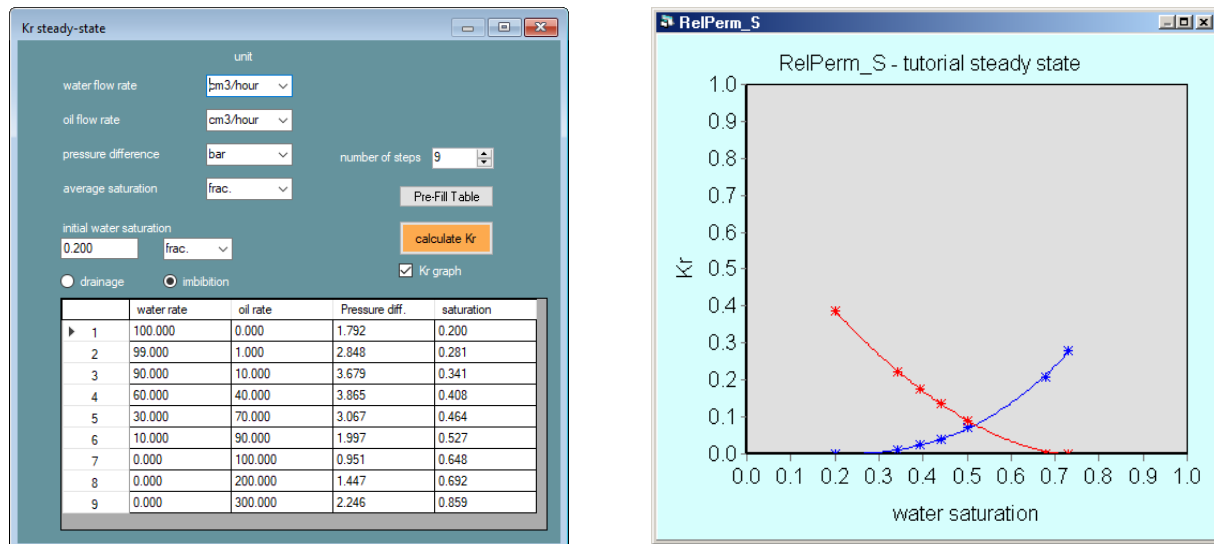 Kr steady-state
unit
water flow rate cm3/hour
oil flow rate cm3/hour
pressure difference bar number of steps 9
average saturation frac. Pre-Fill Table
initial water saturation
0.200 frac. calculate Kr
drainage imbibition Kr graph
water rate oil rate Pressure diff. saturation
1 100.000 0.000 1.792 0.200
2 99.000 1.000 2.848 0.281
3 90.000 10.000 3.679 0.341
4 60.000 40.000 3.865 0.408
5 30.000 70.000 3.067 0.464
6 10.000 90.000 1.997 0.527
7 0.000 100.000 0.951 0.648
8 0.000 200.000 1.447 0.692
9 0.000 300.000 2.246 0.859
RelPerm_S
RelPerm_S - tutorial steady state
1.0
0.9
0.8
0.7
0.6
0.5
0.4
0.3
0.2
0.1
0.0
Kr
0.0 0.1 0.2 0.3 0.4 0.5 0.6 0.7 0.8 0.9 1.0
water saturation